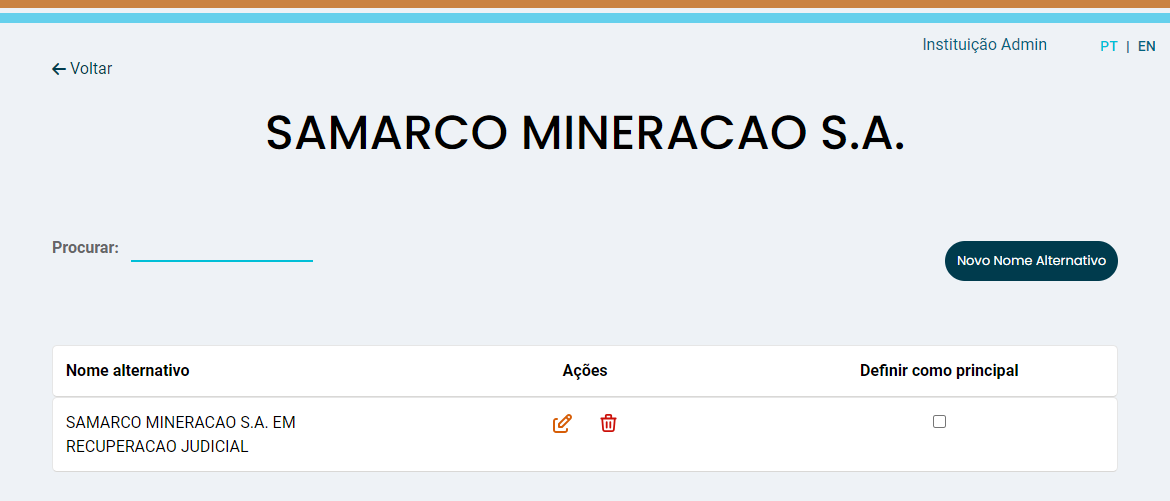 Instituição Admin
PT | EN
Voltar
SAMARCO MINERACAO S.A.
Procurar:
Novo Nome Alternativo
Nome alternativo
Ações
Definir como principal
SAMARCO MINERACAO S.A. EM
RECUPERACAO JUDICIAL